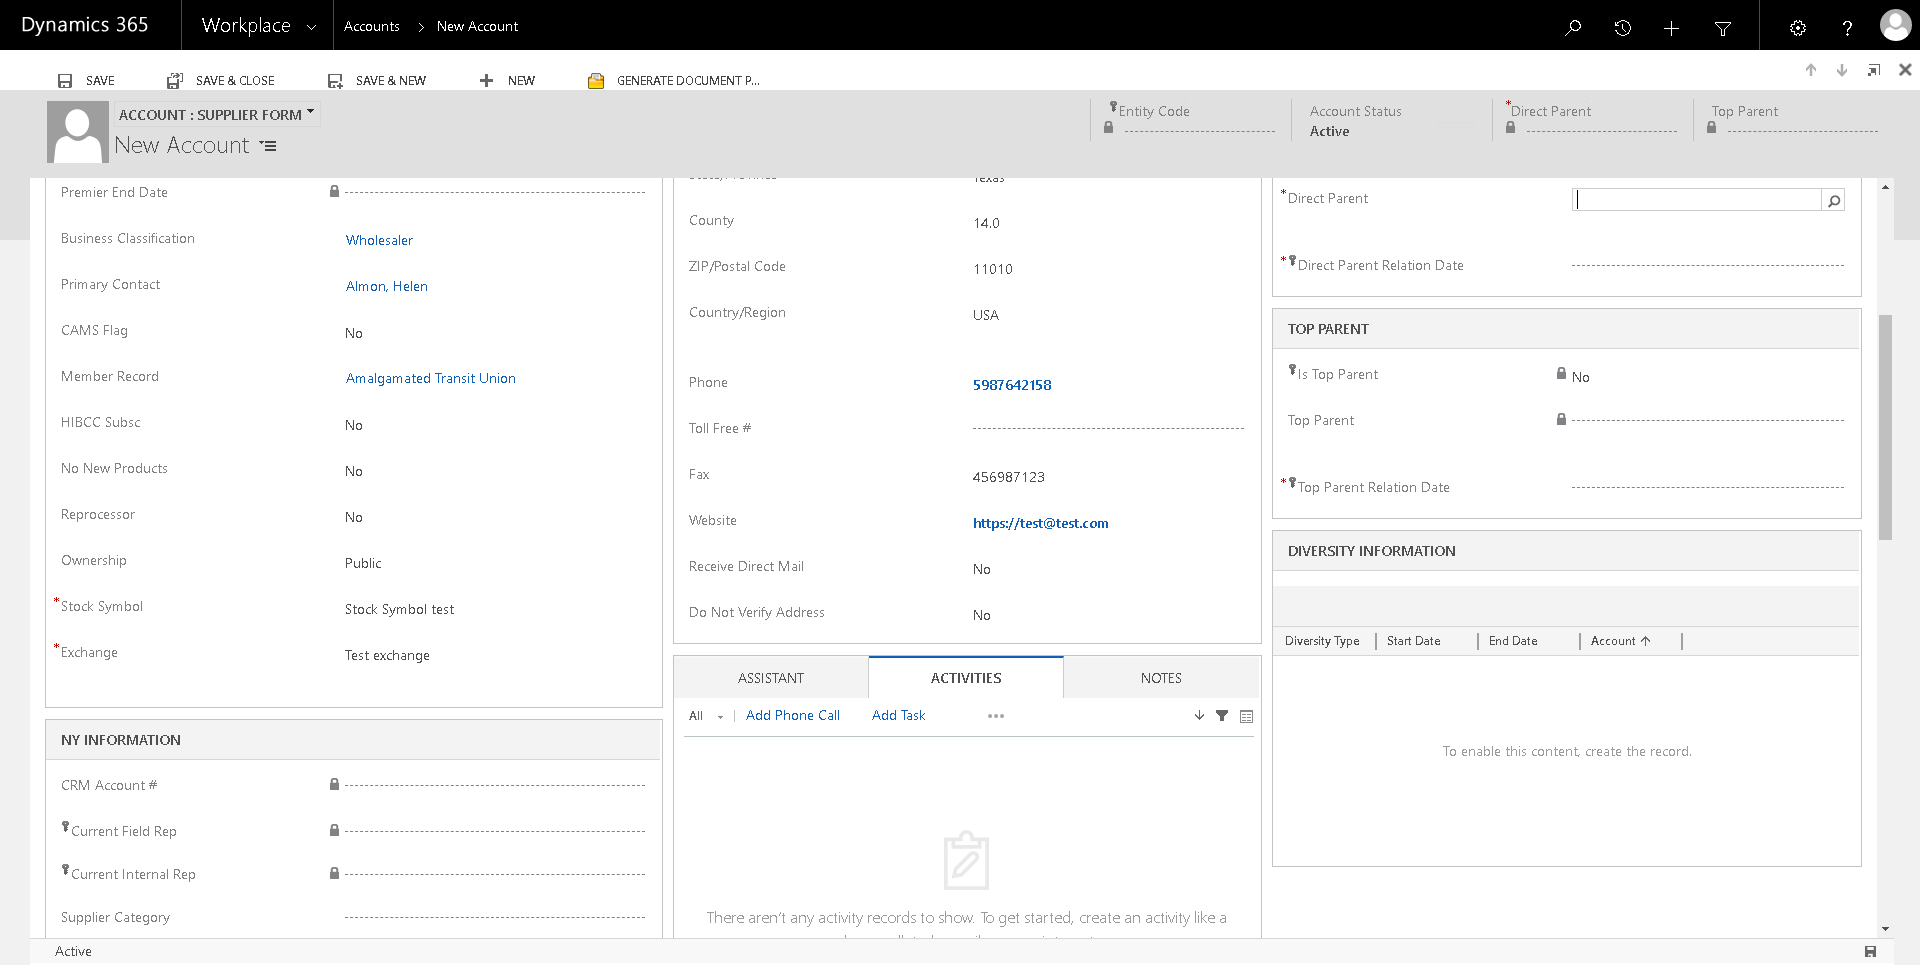 Dynamics 365
Workplace
Accounts > New Account
SAVE
SAVE & CLOSE
SAVE & NEW
NEW
GENERATE DOCUMENT P...
ACCOUNT : SUPPLIER FORM
New Account
Entity Code
Account Status
Active
*Direct Parent
Top Parent
Premier End Date
Business Classification Wholesaler
Primary Contact Almon, Helen
CAMS Flag No
Member Record Amalgamated Transit Union
HIBCC Subsc No
No New Products No
Reprocessor No
Ownership Public
*Stock Symbol Stock Symbol test
*Exchange Test exchange
NY INFORMATION
CRM Account #
Current Field Rep
Current Internal Rep
Supplier Category
Texas
County 14.0
ZIP/Postal Code 11010
Country/Region USA
Phone 5987642158
Toll Free #
Fax 456987123
Website https://test@test.com
Receive Direct Mail No
Do Not Verify Address No
ASSISTANT ACTIVITIES NOTES
All Add Phone Call Add Task
There aren't any activity records to show. To get started, create an activity like a
*Direct Parent
*Direct Parent Relation Date
TOP PARENT
Is Top Parent No
Top Parent
*Top Parent Relation Date
DIVERSITY INFORMATION
Diversity Type Start Date End Date Account
To enable this content, create the record.
Active